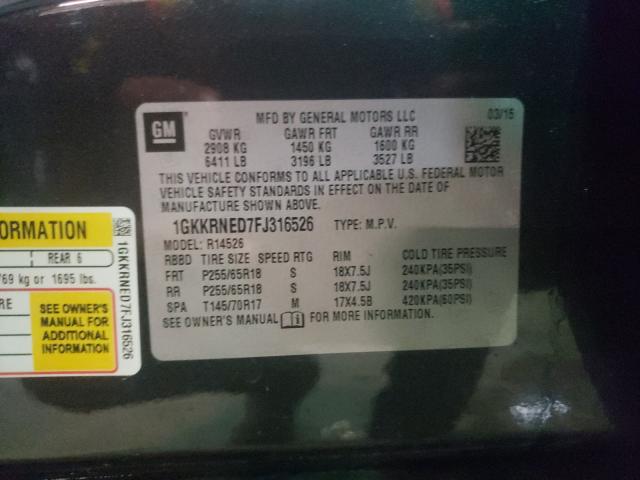 GM
MFD BY GENERAL MOTORS LLC 03/15
GVWR GAWR FRT GAWR RR
2908 KG 1450 KG 1600 KG
6411 LB 3196 LB 3527 LB
THIS VEHICLE CONFORMS TO ALL APPLICABLE U.S. FEDERAL MOTOR
VEHICLE SAFETY STANDARDS IN EFFECT ON THE DATE OF
MANUFACTURE SHOWN ABOVE.
1GKKRNED7FJ316526 TYPE: M.P.V.
MODEL: R14526
RBBD TIRE SIZE SPEED RTG RIM COLD TIRE PRESSURE
FRT P255/65R18 S 18X7.5J 240KPA(35PSI)
RR P255/65R18 S 18X7.5J 240KPA(35PSI)
SPA T145/70R17 M 17X4.5B 420KPA(60PSI)
SEE OWNER'S MANUAL FOR MORE INFORMATION.
ORMATION
REAR 6
769 kg or 1695 lbs.
RE
SEE OWNER'S
MANUAL FOR
ADDITIONAL
INFORMATION
1GKKRNED7FJ316526